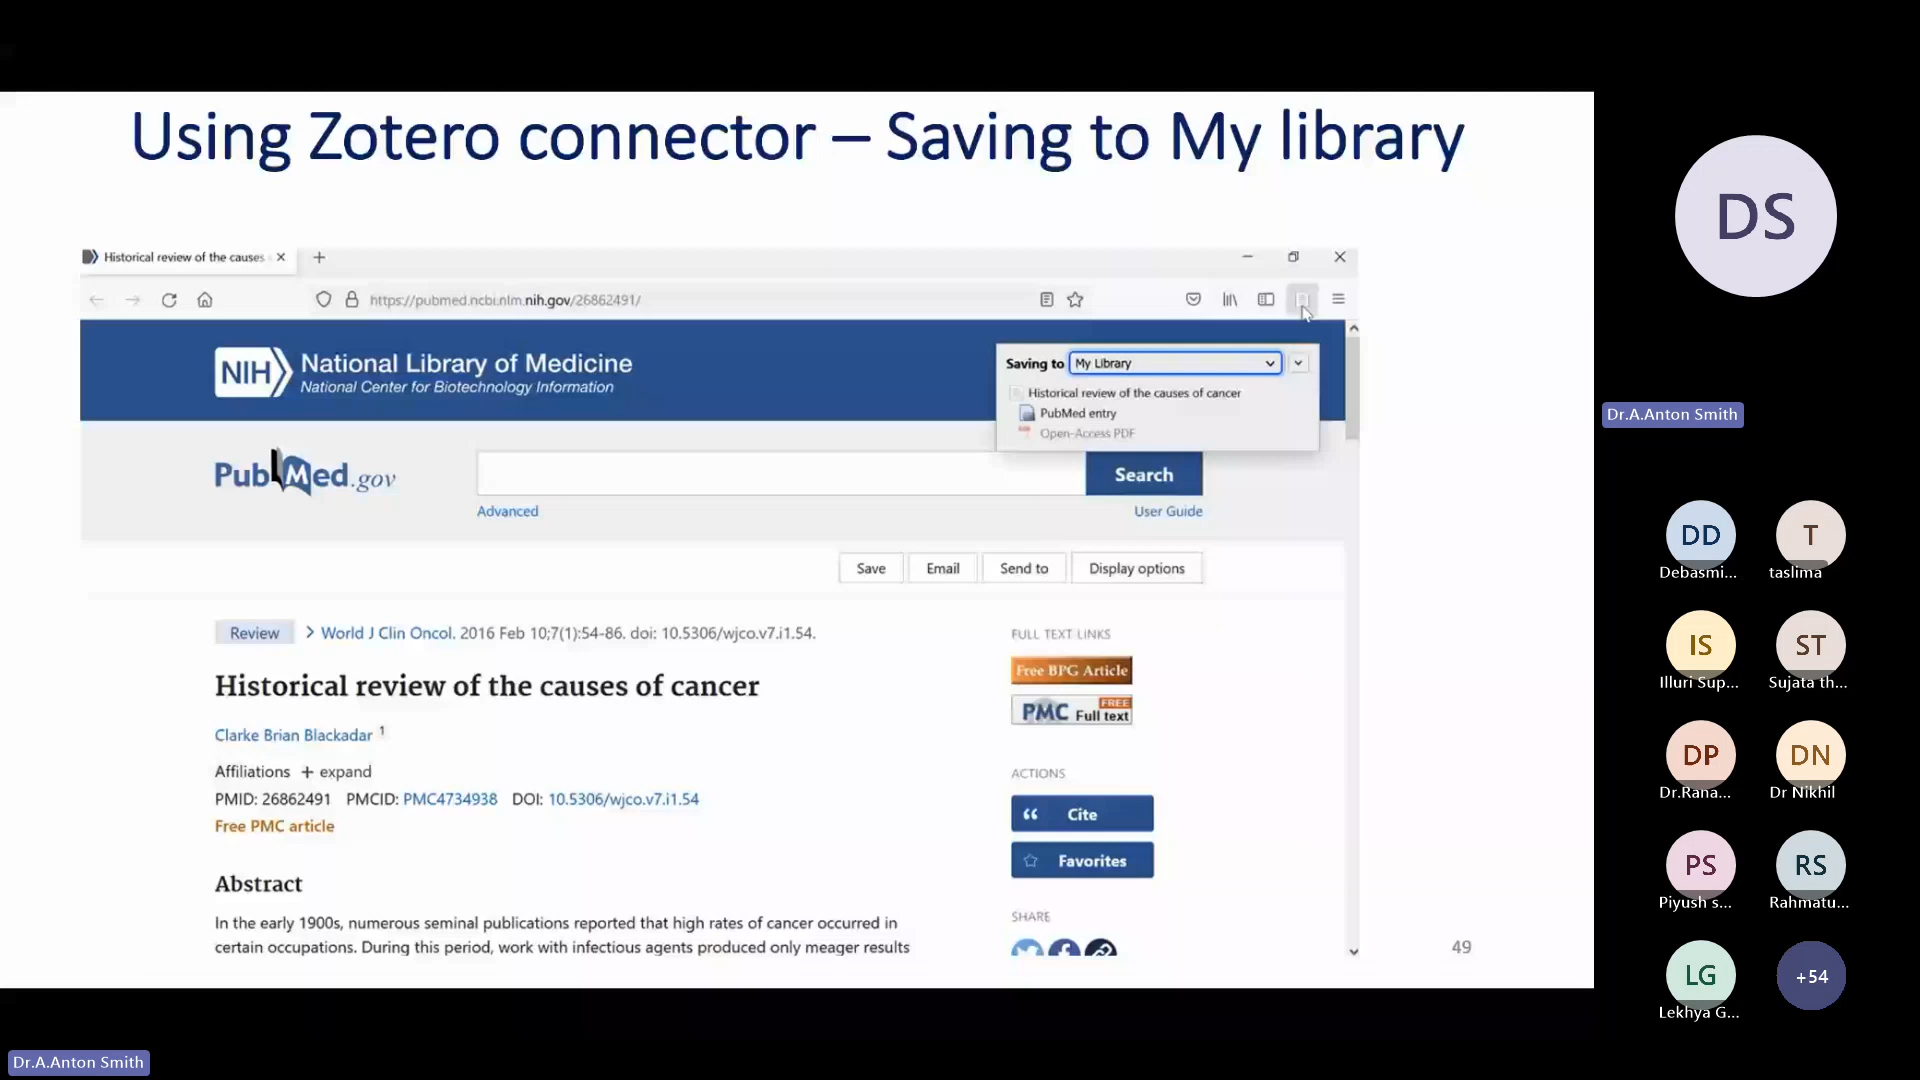 Using Zotero connector – Saving to My library
Historical review of the causes
https://pubmed.ncbi.nlm.nih.gov/26862491/
NIH National Library of Medicine
National Center for Biotechnology Information
Saving to My Library
Historical review of the causes of cancer
PubMed entry
Open-Access PDF
PubMed.gov
Search
Advanced
User Guide
Save Email Send to Display options
Review > World J Clin Oncol. 2016 Feb 10;7(1):54-86. doi: 10.5306/wjco.v7.i1.54.
Historical review of the causes of cancer
Clarke Brian Blackadar 1
Affiliations + expand
PMID: 26862491 PMCID: PMC4734938 DOI: 10.5306/wjco.v7.i1.54
Free PMC article
Abstract
In the early 1900s, numerous seminal publications reported that high rates of cancer occurred in
certain occupations. During this period, work with infectious agents produced only meager results
FULL TEXT LINKS
Free BPG Article
PMC FREE Full text
ACTIONS
Cite
Favorites
SHARE
49
DS
Dr.A.Anton Smith
DD
Debasmi...
T
taslima
IS
Illuri Sup...
ST
Sujata th...
DP
Dr.Rana...
DN
Dr Nikhil
PS
Piyush s...
RS
Rahmatu...
LG
Lekhya G...
+54
Dr.A.Anton Smith